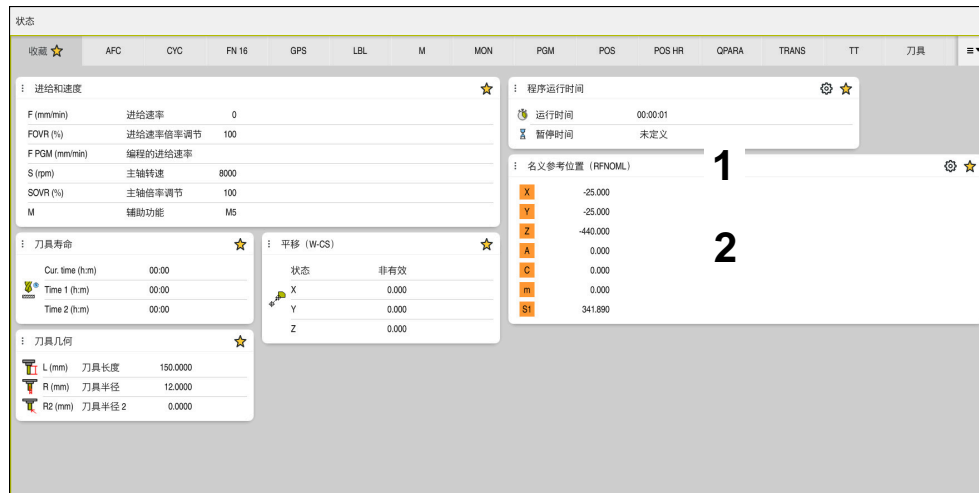 状态
收藏 AFC CYC FN 16 GPS LBL M MON PGM POS POS HR QPARA TRANS TT 刀具
进给和速度
F (mm/min) 进给速率 0
FOVR (%) 进给速率倍率调节 100
F PGM (mm/min) 编程的进给速率
S (rpm) 主轴转速 8000
SOVR (%) 主轴倍率调节 100
M 辅助功能 M5
程序运行时间
运行时间 00:00:01
暂停时间 未定义
1
名义参考位置 (RFNOML)
X -25.000
Y -25.000
Z -440.000
A 0.000
C 0.000
m 0.000
S1 341.890
2
刀具寿命
Cur. time (h:m) 00:00
Time 1 (h:m) 00:00
Time 2 (h:m) 00:00
平移 (W-CS)
状态 非有效
X 0.000
Y 0.000
Z 0.000
刀具几何
L (mm) 刀具长度 150.0000
R (mm) 刀具半径 12.0000
R2 (mm) 刀具半径 2 0.0000